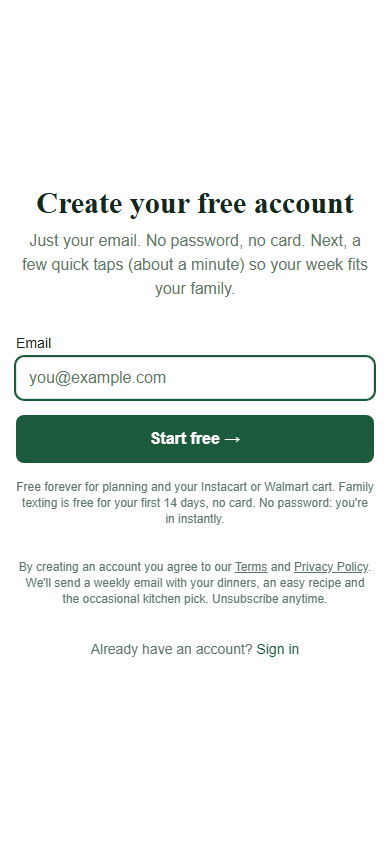 Create your free account
Just your email. No password, no card. Next, a
few quick taps (about a minute) so your week fits
your family.
Email
you@example.com
Start free →
Free forever for planning and your Instacart or Walmart cart. Family
texting is free for your first 14 days, no card. No password: you're
in instantly.
By creating an account you agree to our Terms and Privacy Policy.
We'll send a weekly email with your dinners, an easy recipe and
the occasional kitchen pick. Unsubscribe anytime.
Already have an account? Sign in